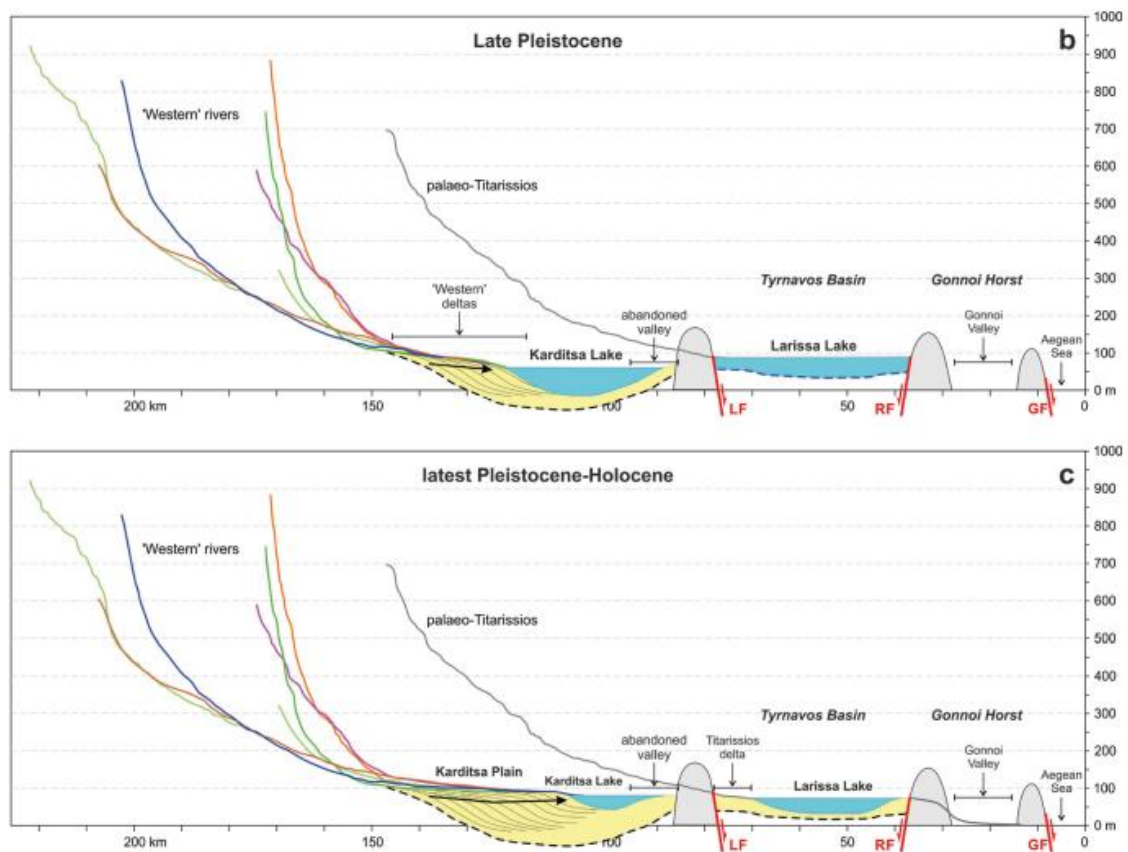 1000
Late Pleistocene
b
900
800
'Western' rivers
700
palaeo-Titarissios
600
500
400
300
'Western'
deltas
Tyrnavos Basin
Gonnoi Horst
200
abandoned
valley
Gonnoi
Valley
Aegean
Sea
Karditsa Lake
Larissa Lake
100
0 m
200 km
150
100
LF
50
RF
GF
0
1000
latest Pleistocene-Holocene
c
900
800
'Western' rivers
700
palaeo-Titarissios
600
500
400
300
Tyrnavos Basin
Gonnoi Horst
200
abandoned
valley
Titarissios
delta
Gonnoi
Valley
Aegean
Sea
Karditsa Plain
Karditsa Lake
Larissa Lake
100
0 m
200 km
150
100
LF
50
RF
GF
0